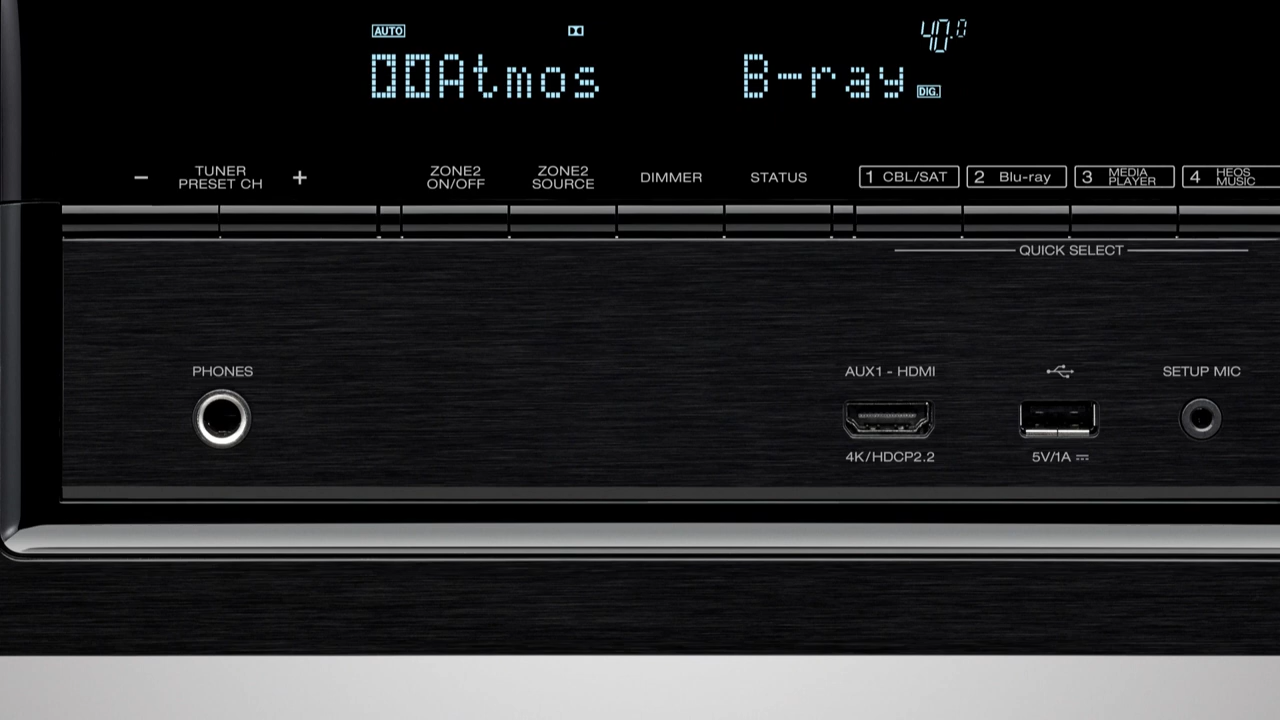 AUTO
40.0
Atmos B-ray DIG.
− TUNER PRESET CH +
ZONE2 ON/OFF
ZONE2 SOURCE
DIMMER
STATUS
1 CBL/SAT
2 Blu-ray
3 MEDIA PLAYER
4 HEOS MUSIC
QUICK SELECT
PHONES
AUX1 - HDMI
SETUP MIC
4K/HDCP2.2
5V/1A